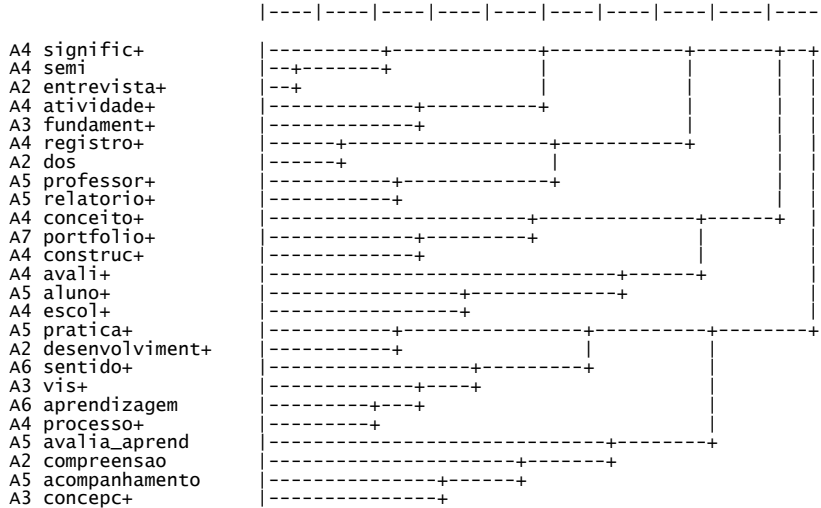 |----|----|----|----|----|----|----|----|----|----
A4 signific+ |----------+-------------+------------+-------+--+
A4 semi |--+-------+ | | | |
A2 entrevista+ |--+ | | | |
A4 atividade+ |-------------+----------+ | | |
A3 fundament+ |-------------+ | | |
A4 registro+ |------+------------------+-----------+ | |
A2 dos |------+ | | |
A5 professor+ |-----------+-------------+ | |
A5 relatorio+ |-----------+ | |
A4 conceito+ |-----------------------+--------------+------+ |
A7 portfolio+ |-------------+---------+ | |
A4 construc+ |-------------+ | |
A4 avali+ |-------------------------------+------+ |
A5 aluno+ |-----------------+-------------+ |
A4 escol+ |-----------------+ |
A5 pratica+ |-----------+----------------+----------+--------+
A2 desenvolviment+ |-----------+ | |
A6 sentido+ |------------------+---------+ |
A3 vis+ |-------------+----+ |
A6 aprendizagem |---------+---+ |
A4 processo+ |---------+ |
A5 avalia_aprend |------------------------------+--------+
A2 compreensao |----------------------+-------+
A5 acompanhamento |---------------+------+
A3 concepc+ |---------------+